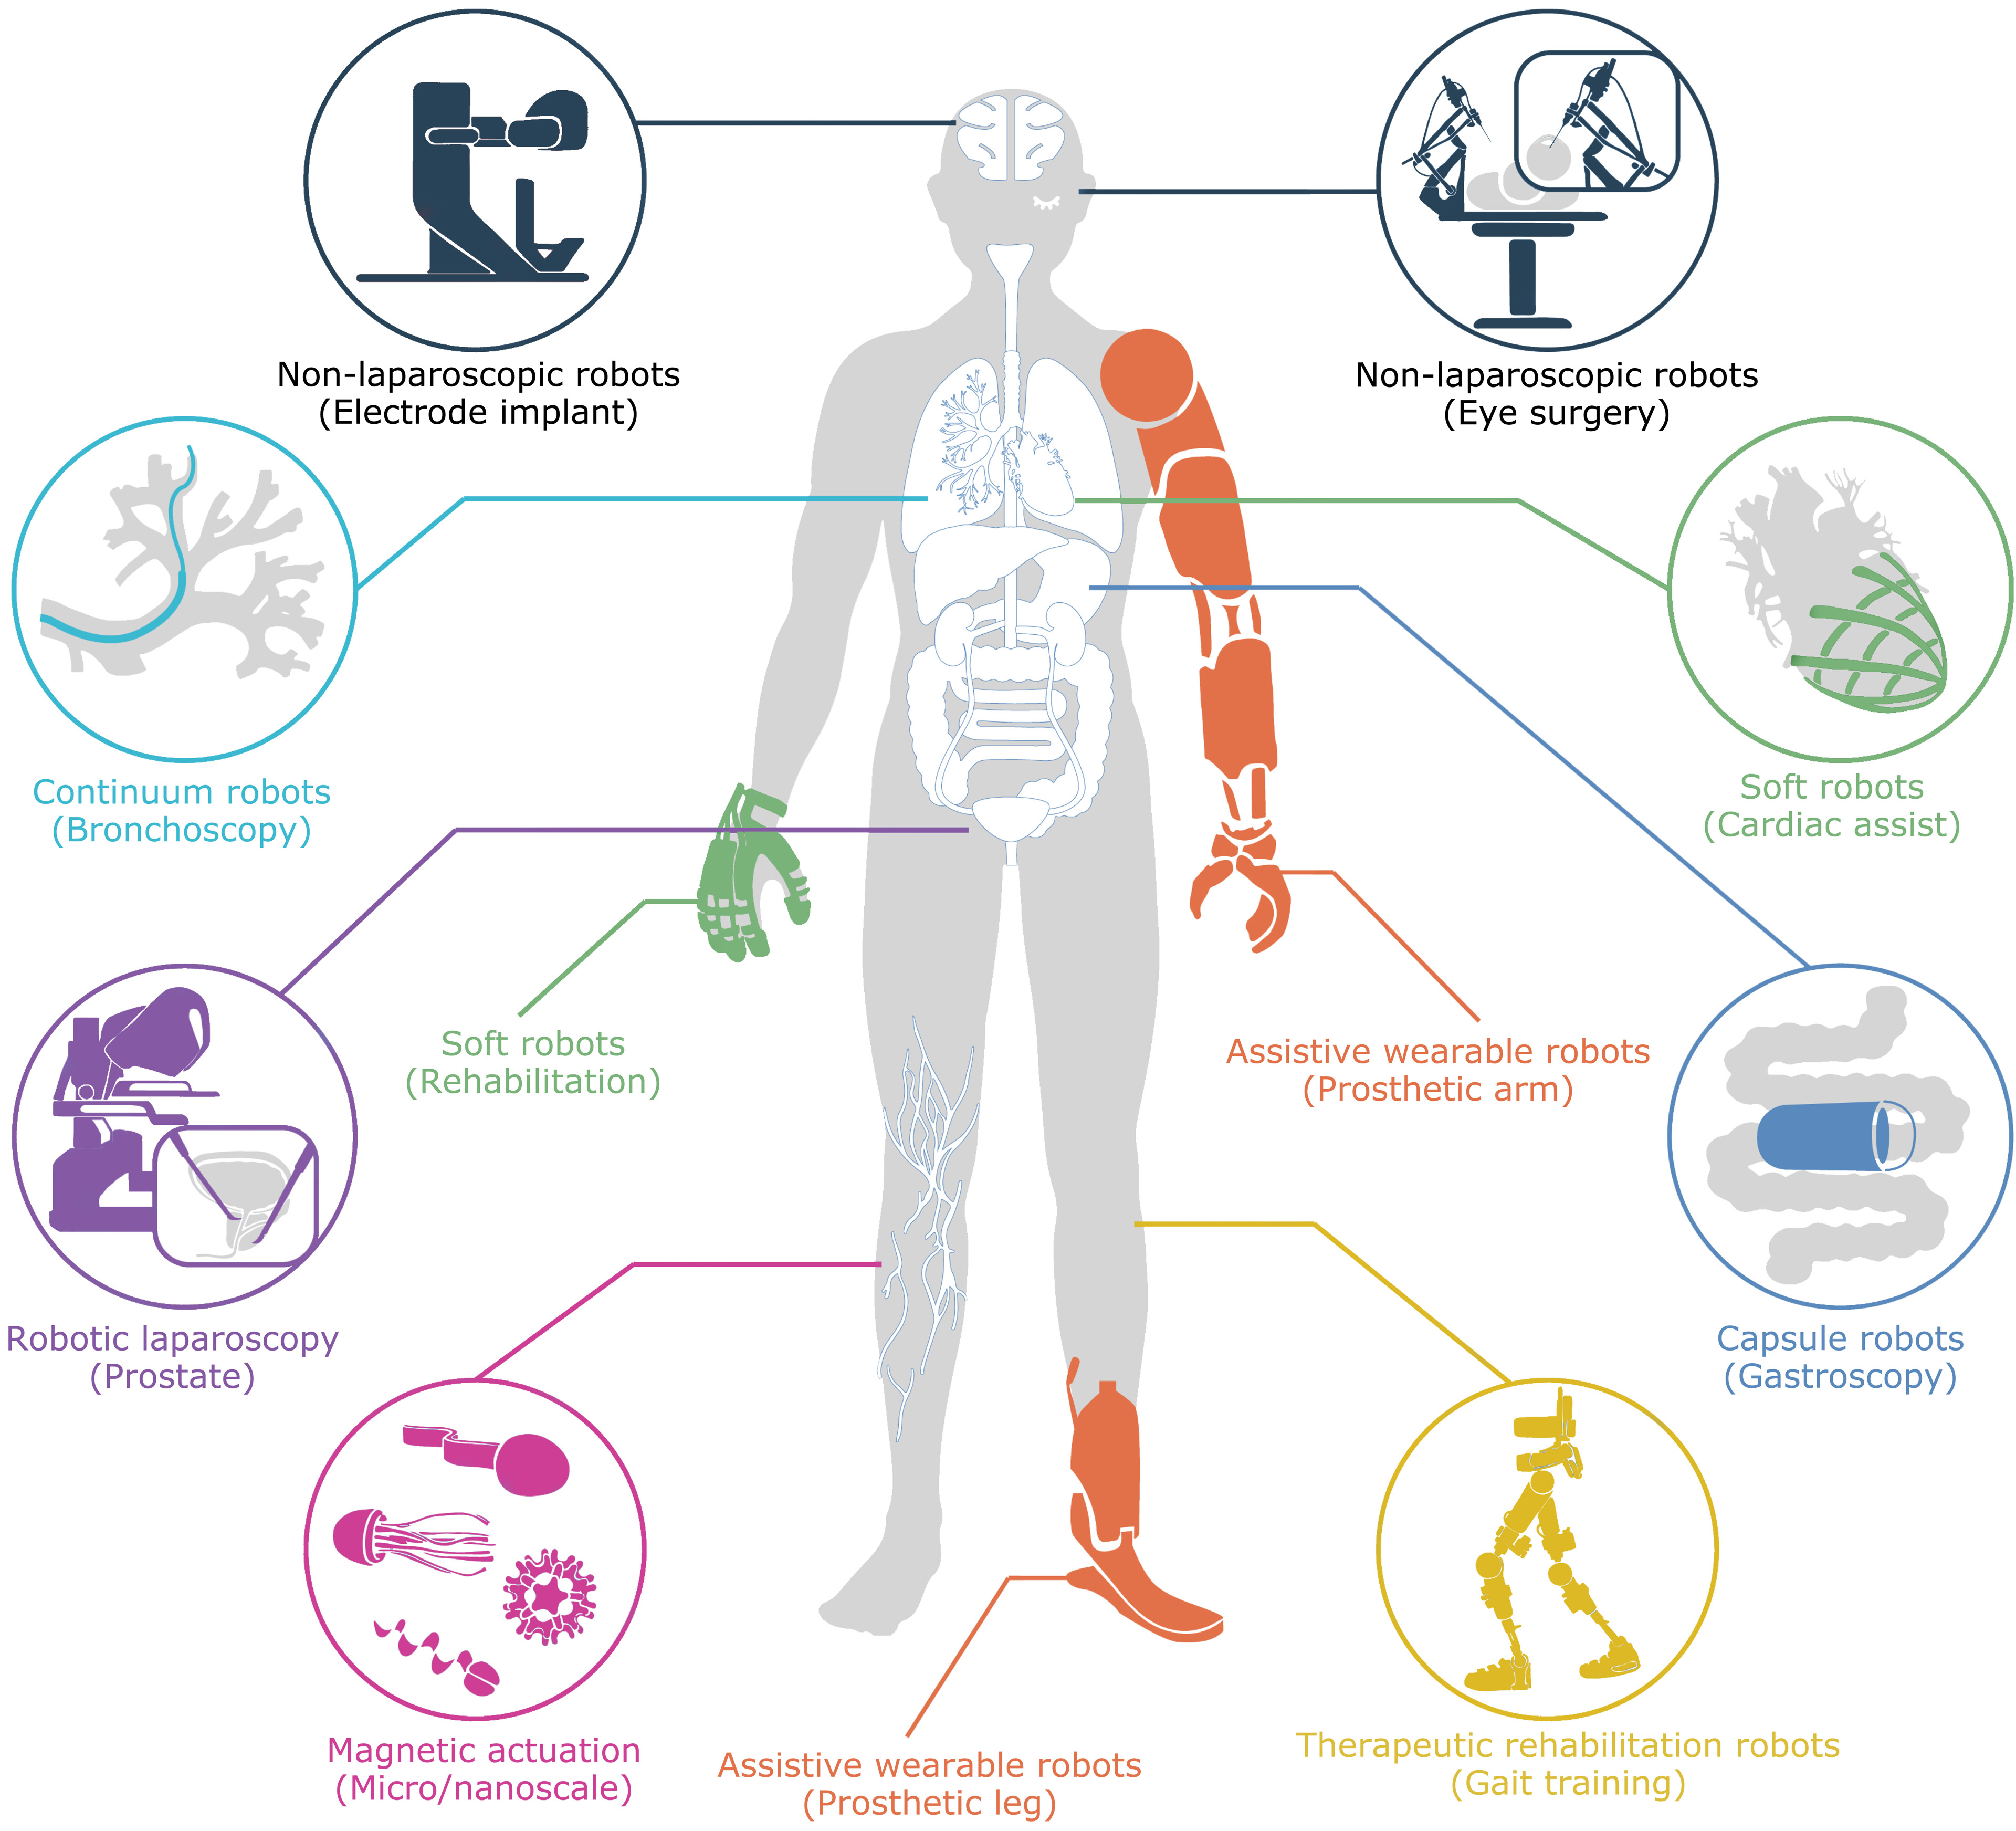 Non-laparoscopic robots
(Electrode implant)
Non-laparoscopic robots
(Eye surgery)
Continuum robots
(Bronchoscopy)
Soft robots
(Cardiac assist)
Soft robots
(Rehabilitation)
Assistive wearable robots
(Prosthetic arm)
Robotic laparoscopy
(Prostate)
Capsule robots
(Gastroscopy)
Magnetic actuation
(Micro/nanoscale)
Assistive wearable robots
(Prosthetic leg)
Therapeutic rehabilitation robots
(Gait training)